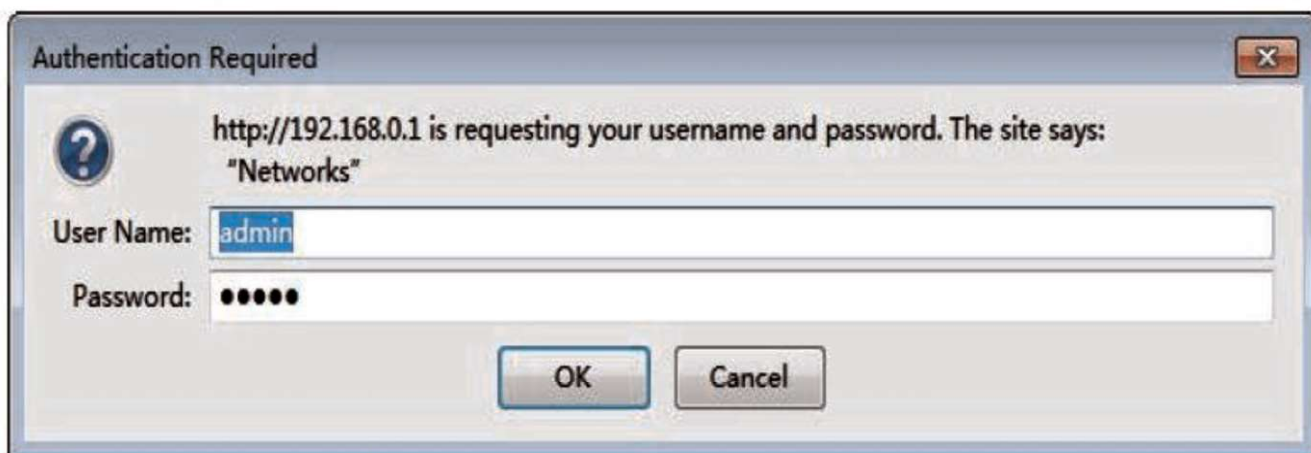 Authentication Required
http://192.168.0.1 is requesting your username and password. The site says:
"Networks"
User Name: admin
Password: •••••
OK Cancel